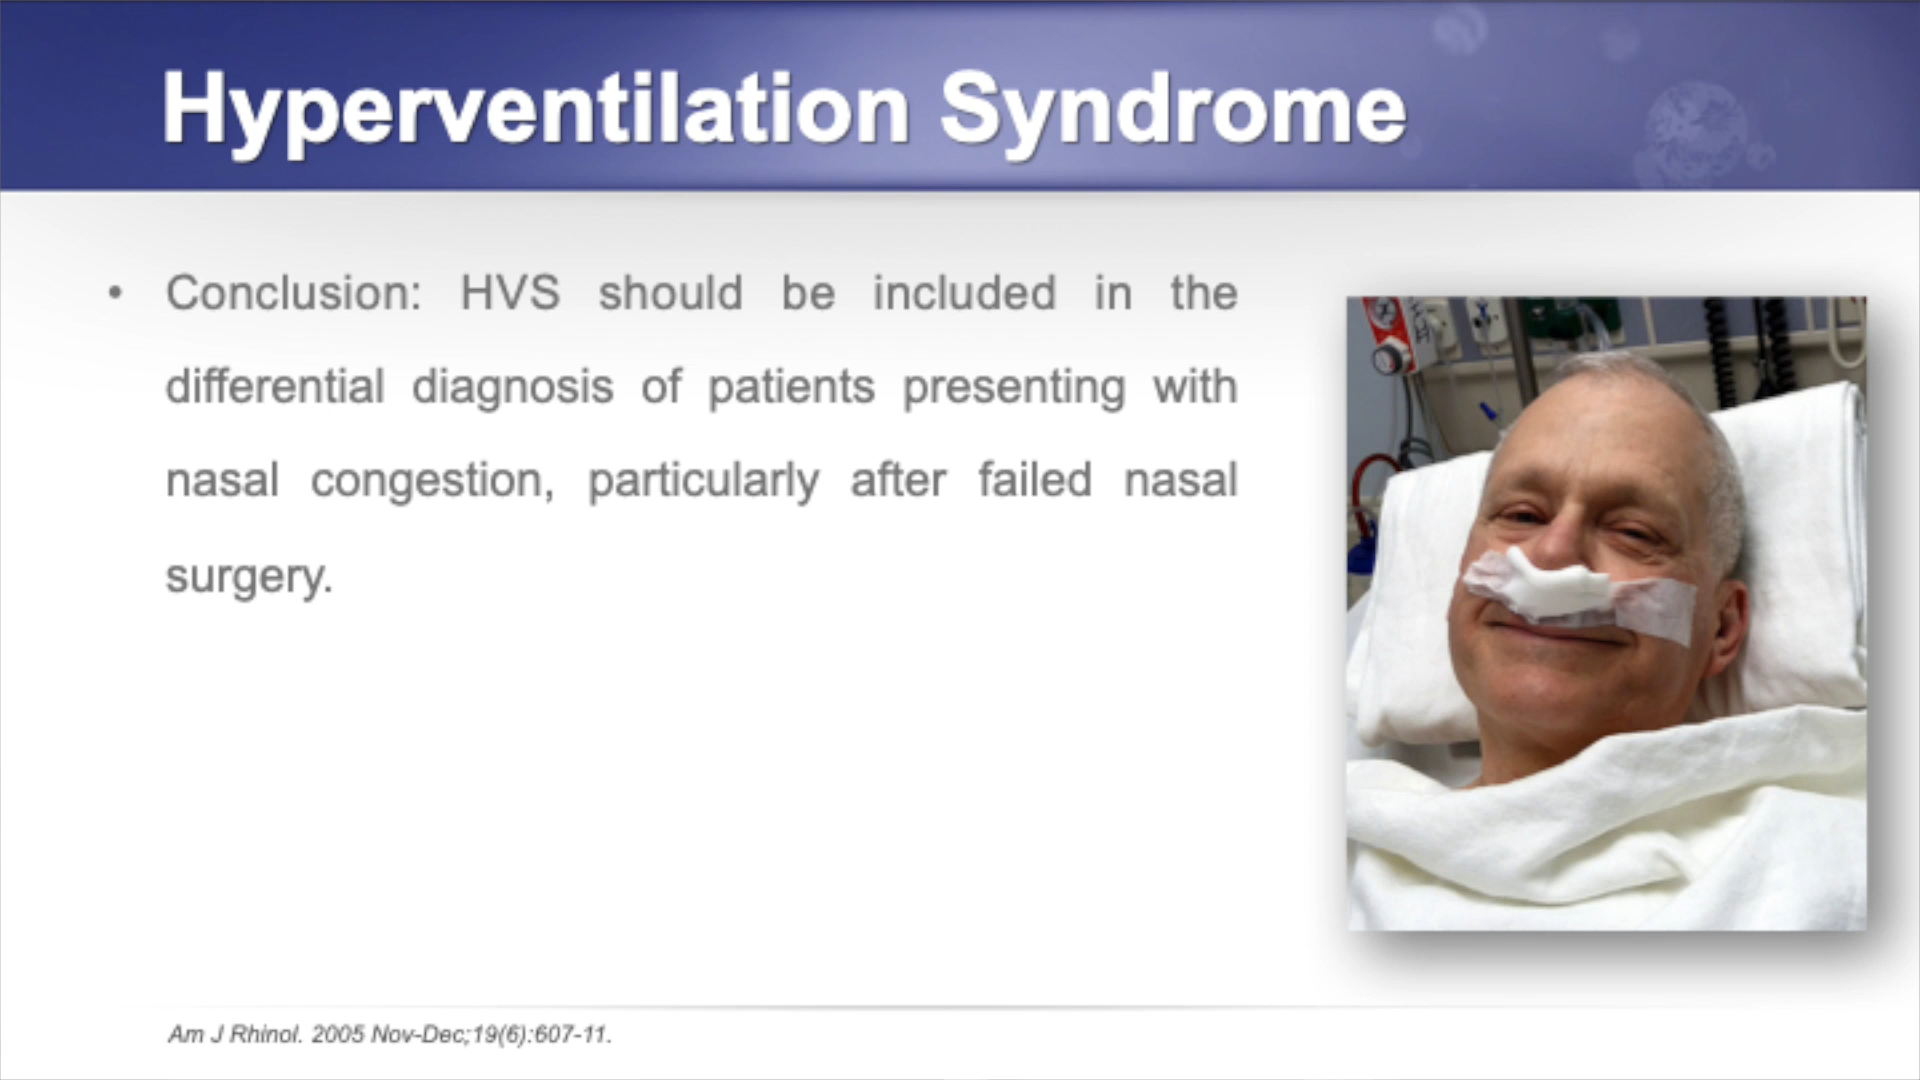 Hyperventilation Syndrome
• Conclusion: HVS should be included in the
differential diagnosis of patients presenting with
nasal congestion, particularly after failed nasal
surgery.
Am J Rhinol. 2005 Nov-Dec;19(6):607-11.